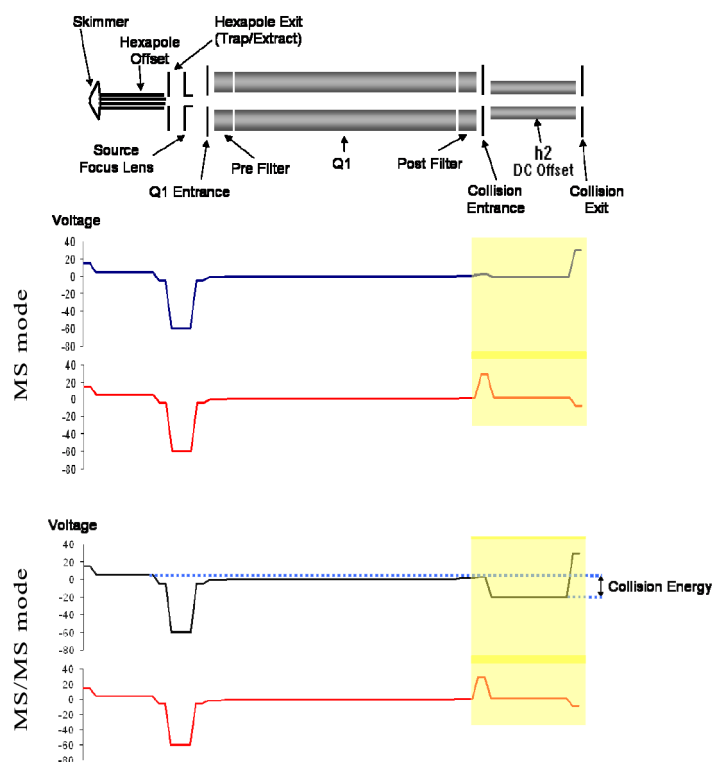 Skimmer
Hexapole
Offset
Hexapole Exit
(Trap/Extract)
Source
Focus Lens
Pre Filter
Q1 Entrance
Q1
Post Filter
h2
DC Offset
Collision
Entrance
Collision
Exit
Voltage
MS mode
40
20
0
-20
-40
-60
-80
40
20
0
-20
-40
-60
-80
Voltage
MS/MS mode
40
20
0
-20
-40
-60
-80
Collision Energy
40
20
0
-20
-40
-60
-80